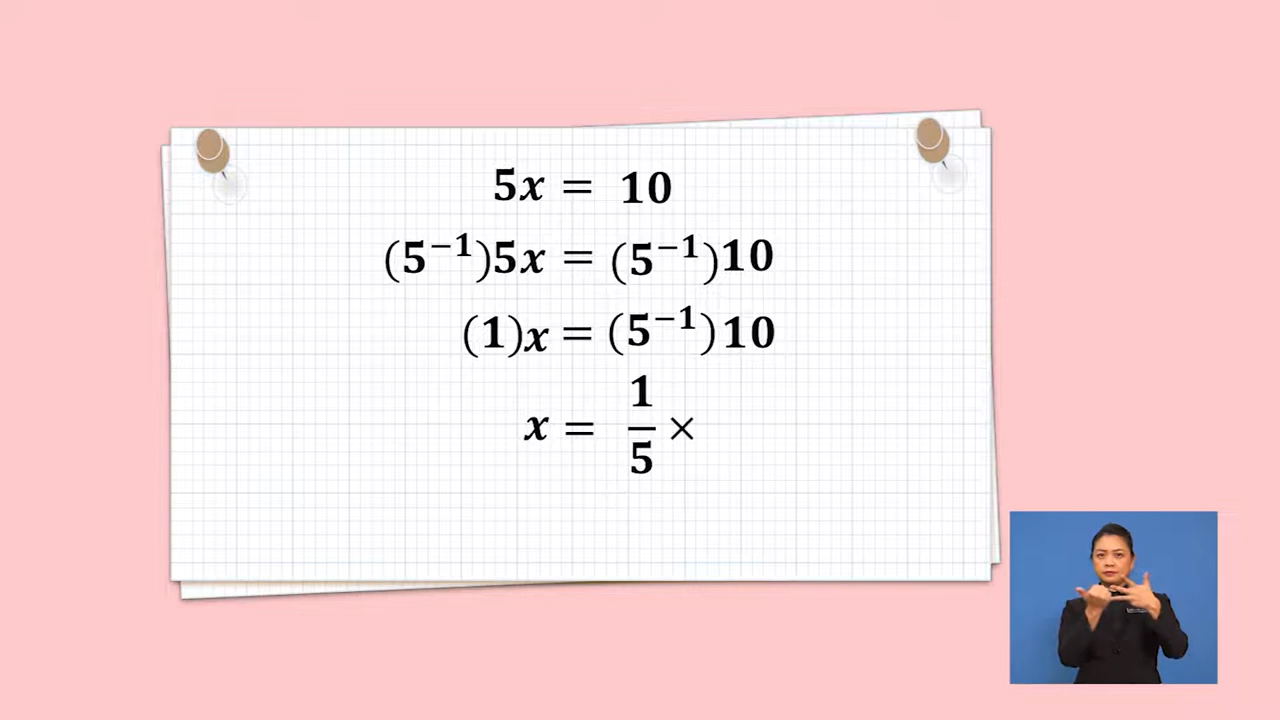 5x = 10
(5⁻¹)5x = (5⁻¹)10
(1)x = (5⁻¹)10
x = 1/5 ×